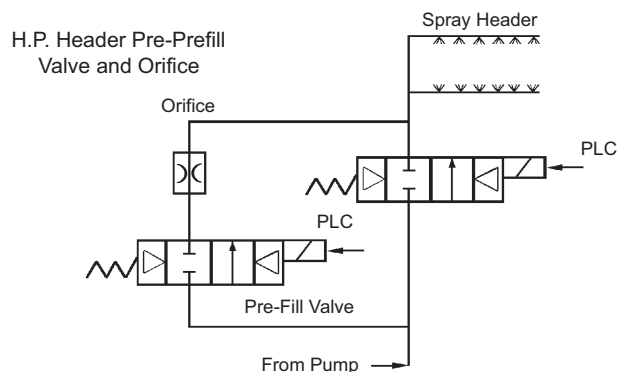 Spray Header
H.P. Header Pre-Prefill
Valve and Orifice
Orifice
PLC
PLC
Pre-Fill Valve
From Pump